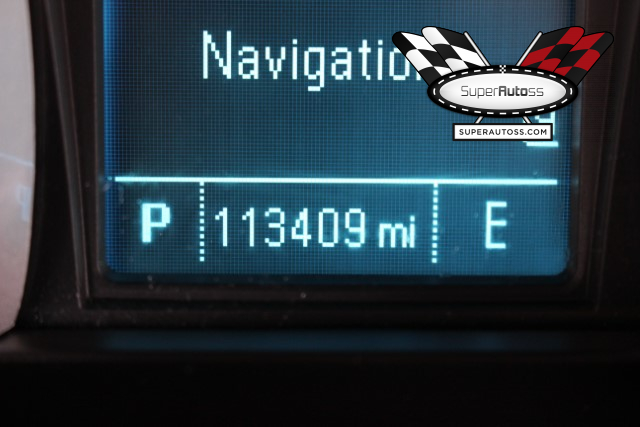 Navigatio
SuperAutoss
SUPERAUTOSS.COM
P 113409 mi E